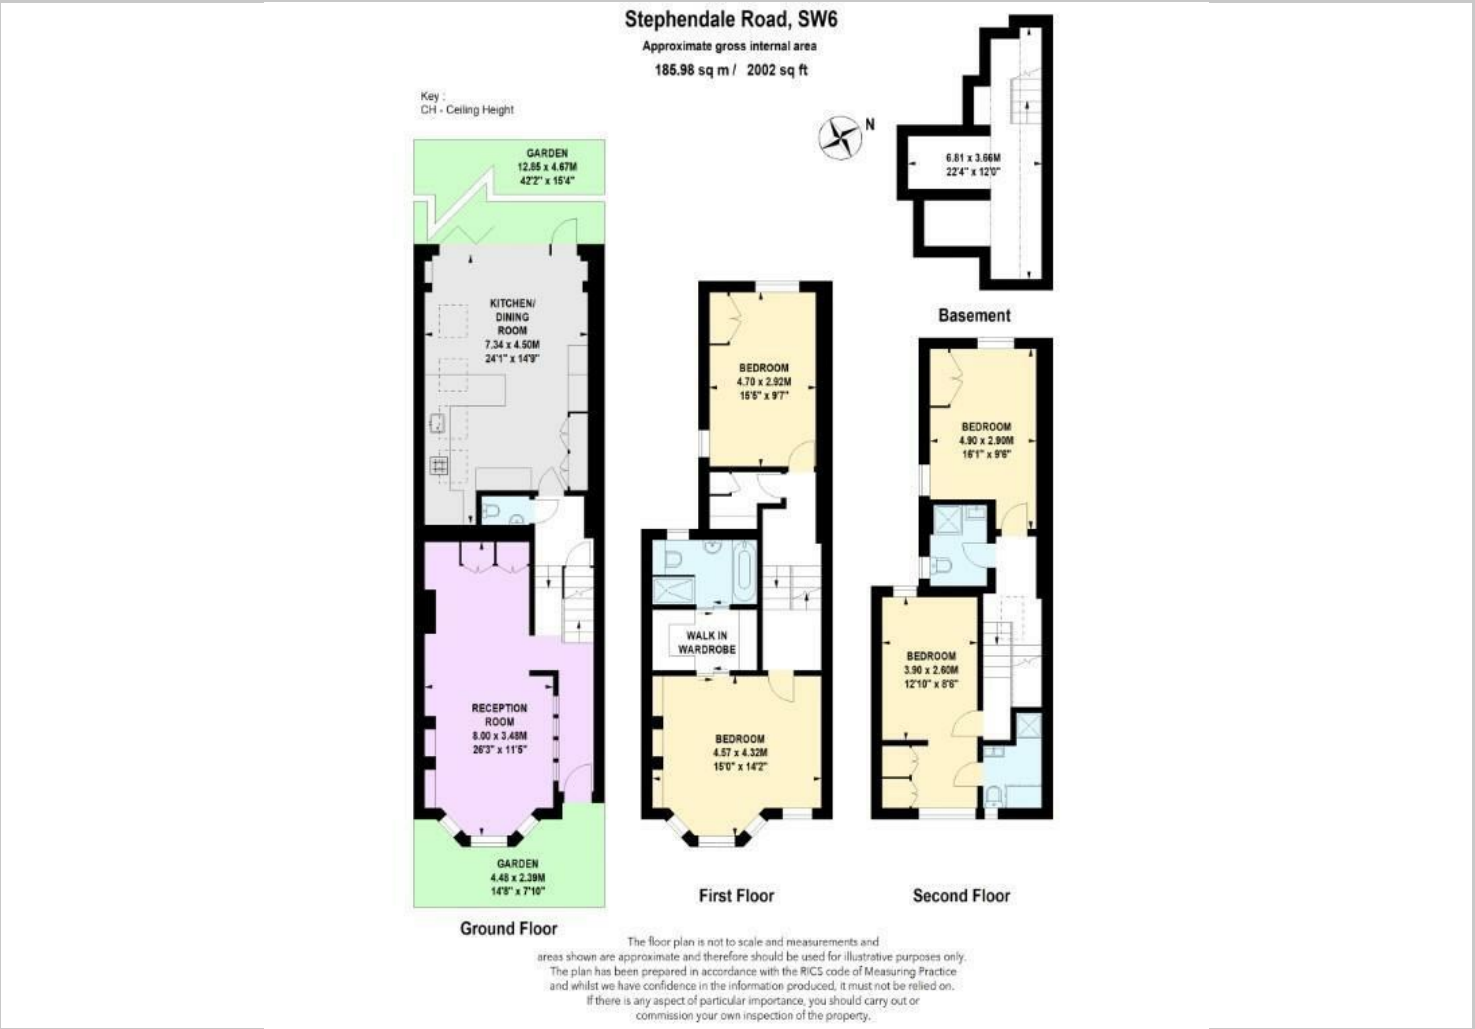 Stephendale Road, SW6
Approximate gross internal area
185.98 sq m / 2002 sq ft
Key :
CH - Ceiling Height
N
GARDEN
12.85 x 4.67M
42'2" x 15'4"
KITCHEN/
DINING
ROOM
7.34 x 4.50M
24'1" x 14'9"
RECEPTION
ROOM
8.00 x 3.48M
26'3" x 11'5"
GARDEN
4.48 x 2.39M
14'8" x 7'10"
Ground Floor
BEDROOM
4.70 x 2.92M
15'5" x 9'7"
WALK IN
WARDROBE
BEDROOM
4.57 x 4.32M
15'0" x 14'2"
First Floor
6.81 x 3.66M
22'4" x 12'0"
Basement
BEDROOM
4.90 x 2.90M
16'1" x 9'6"
BEDROOM
3.90 x 2.60M
12'10" x 8'6"
Second Floor
The floor plan is not to scale and measurements and
areas shown are approximate and therefore should be used for illustrative purposes only.
The plan has been prepared in accordance with the RICS code of Measuring Practice
and whilst we have confidence in the information produced, it must not be relied on.
If there is any aspect of particular importance, you should carry out or
commission your own inspection of the property.